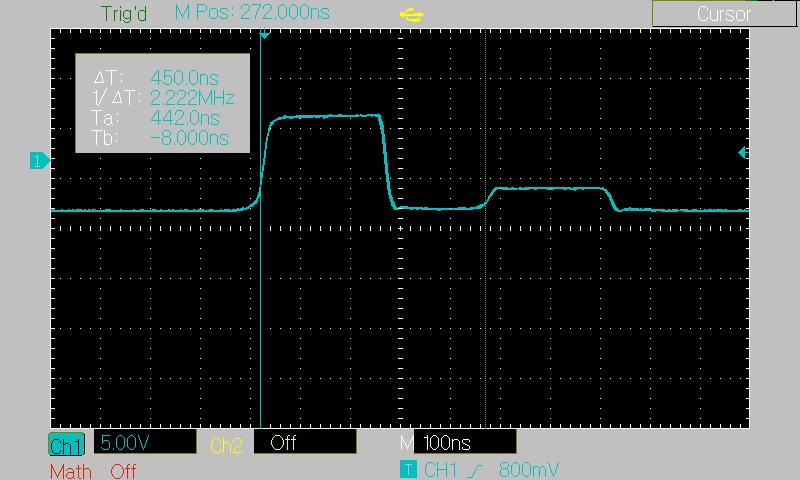 Trig'd M Pos: 272.000ns Cursor
ΔT: 450.0ns
1/ΔT: 2.222MHz
Ta: 442.0ns
Tb: -8.000ns
1
Ch1 5.00V Ch2 Off M 100ns
Math Off T CH1 800mV